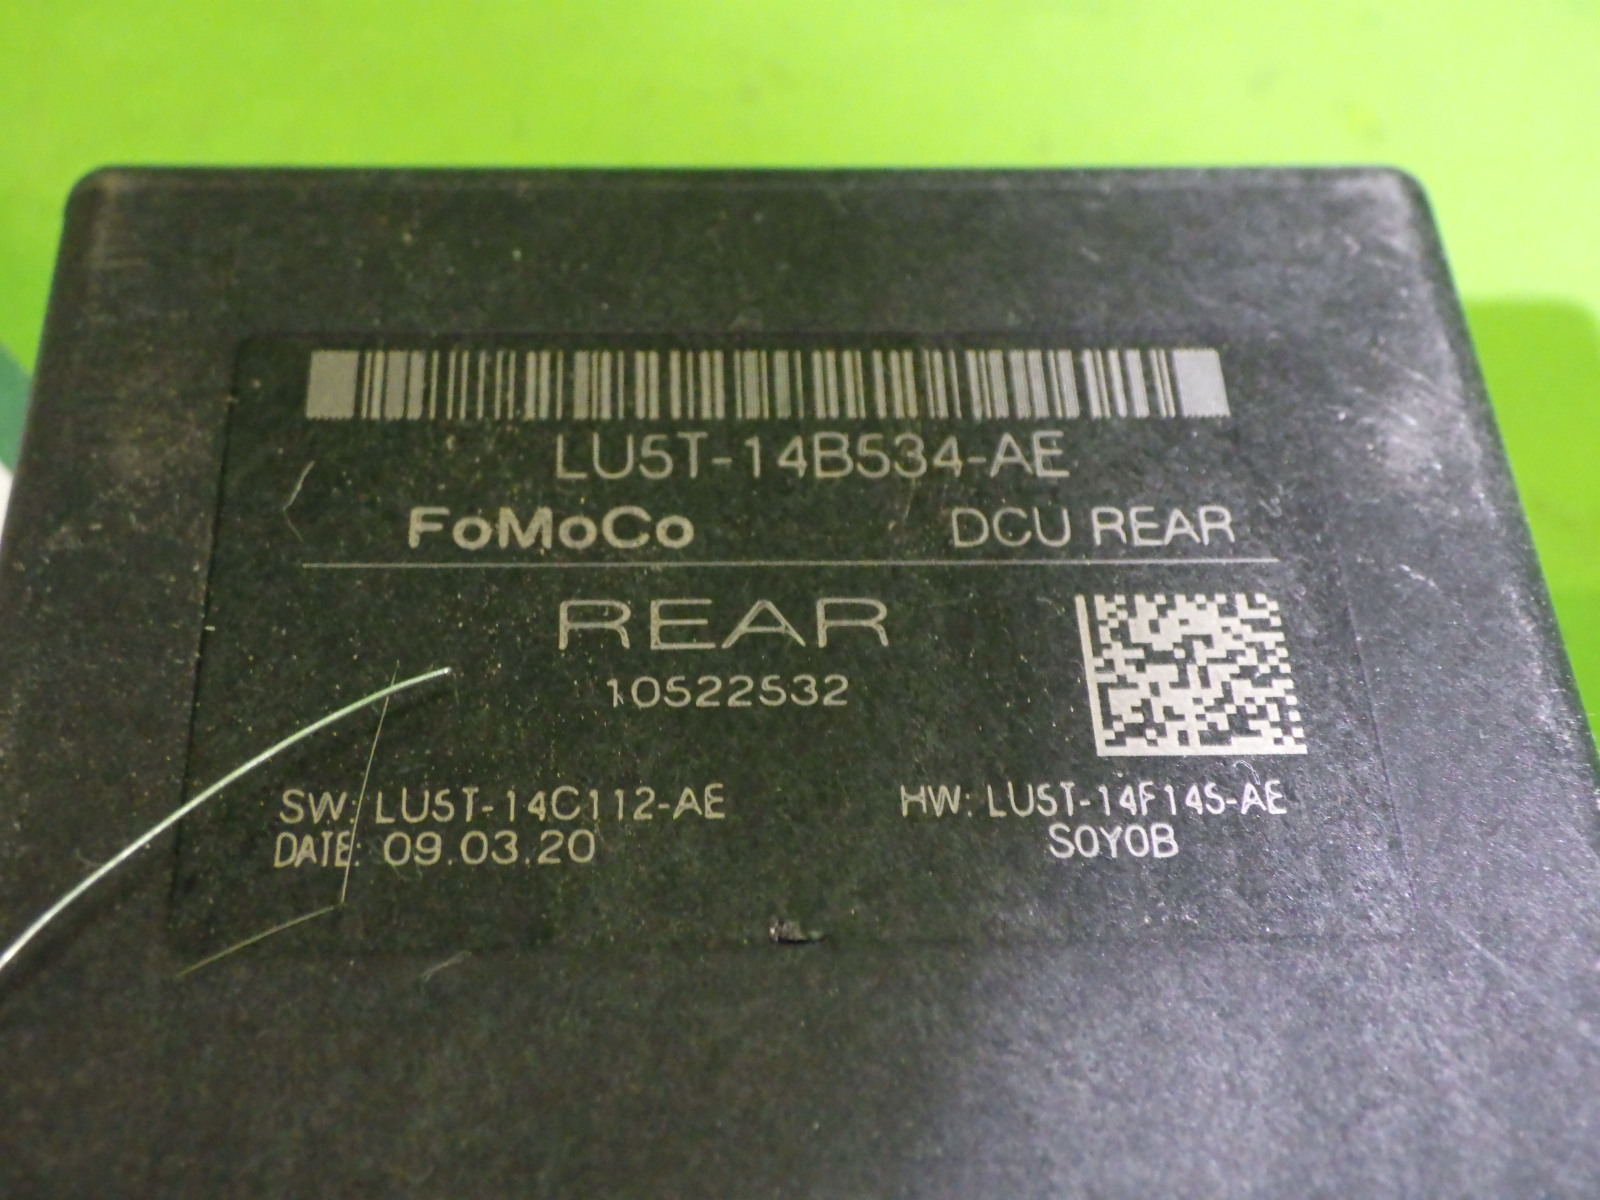 LU5T-14B534-AE
FoMoCo DCU REAR
REAR
10522532
SW: LU5T-14C112-AE HW: LU5T-14F145-AE
DATE: 09.03.20 S0Y0B